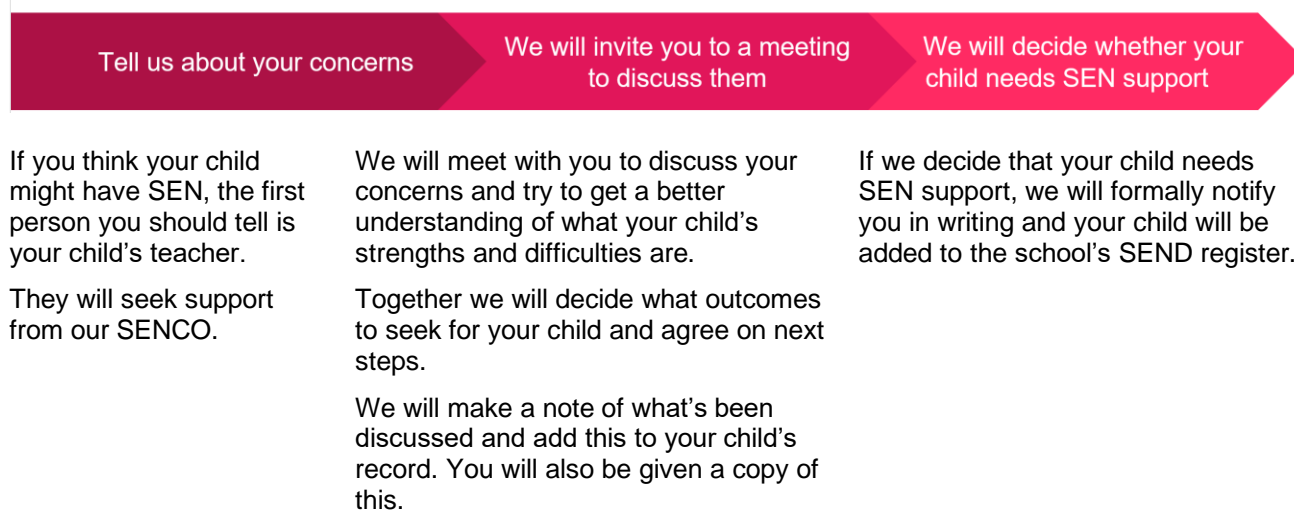 Tell us about your concerns
We will invite you to a meeting
to discuss them
We will decide whether your
child needs SEN support
If you think your child
might have SEN, the first
person you should tell is
your child’s teacher.
They will seek support
from our SENCO.
We will meet with you to discuss your
concerns and try to get a better
understanding of what your child’s
strengths and difficulties are.
Together we will decide what outcomes
to seek for your child and agree on next
steps.
We will make a note of what’s been
discussed and add this to your child’s
record. You will also be given a copy of
this.
If we decide that your child needs
SEN support, we will formally notify
you in writing and your child will be
added to the school’s SEND register.